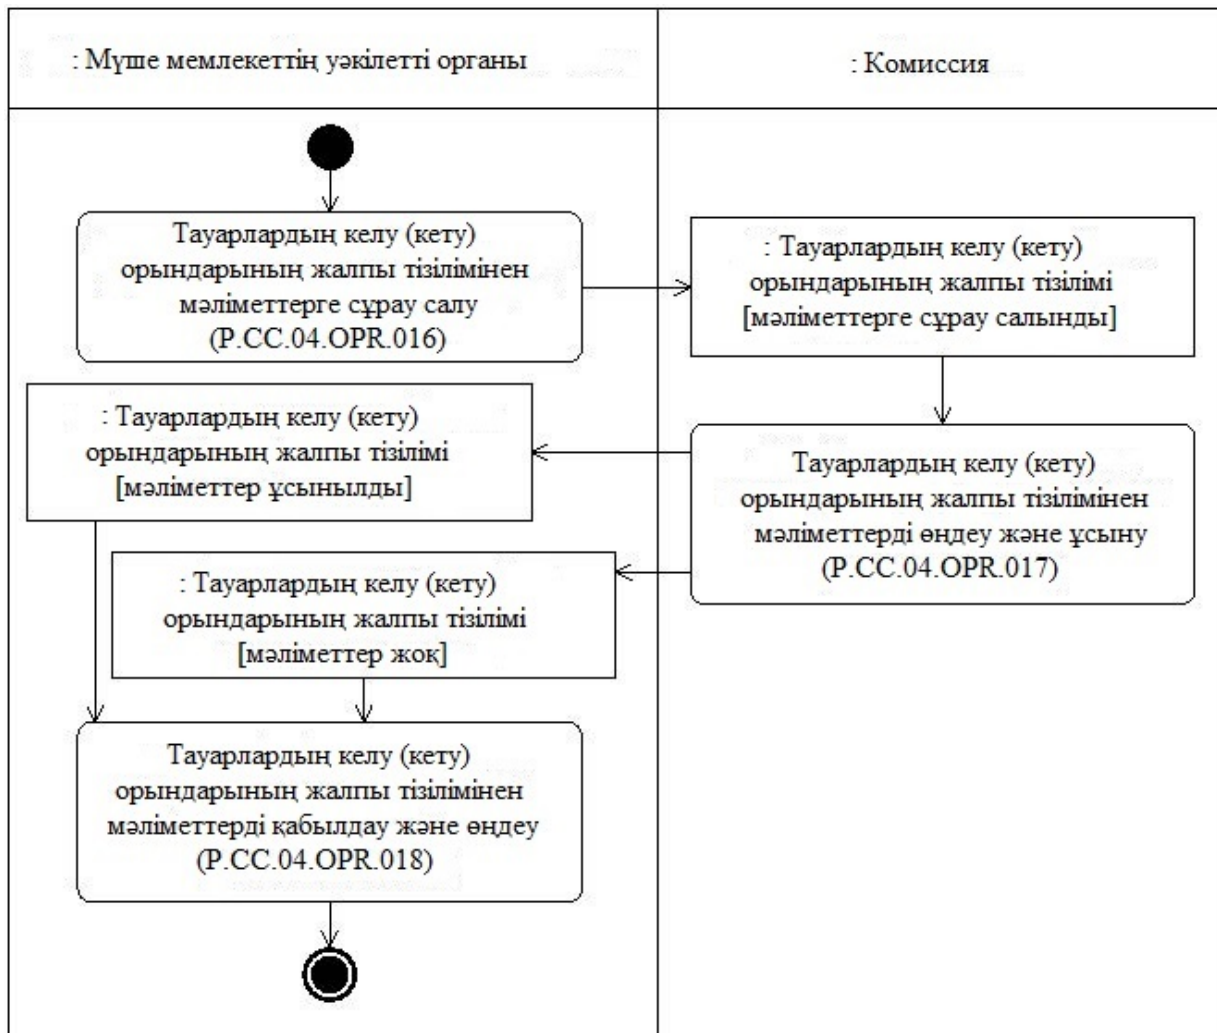 : Мүше мемлекеттің уәкілетті органы
: Комиссия
Тауарлардың келу (кету)
орындарының жалпы тізілімінен
мәліметтерге сұрау салу
(P.CC.04.OPR.016)
: Тауарлардың келу (кету)
орындарының жалпы тізілімі
[мәліметтерге сұрау салынды]
: Тауарлардың келу (кету)
орындарының жалпы тізілімі
[мәліметтер ұсынылды]
Тауарлардың келу (кету)
орындарының жалпы тізілімінен
мәліметтерді өңдеу және ұсыну
(P.CC.04.OPR.017)
: Тауарлардың келу (кету)
орындарының жалпы тізілімі
[мәліметтер жоқ]
Тауарлардың келу (кету)
орындарының жалпы тізілімінен
мәліметтерді қабылдау және өңдеу
(P.CC.04.OPR.018)